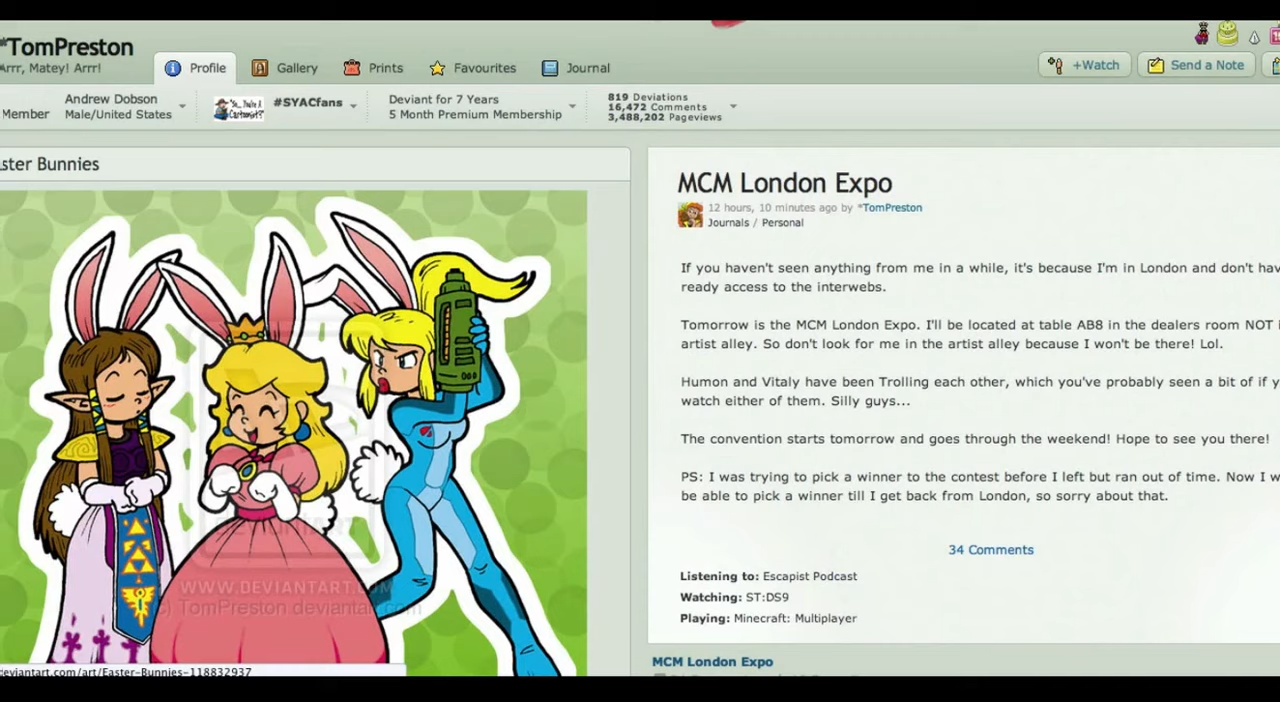 *TomPreston
Arrr, Matey! Arrr!
Profile
Gallery
Prints
Favourites
Journal
+Watch
Send a Note
Member
Andrew Dobson
Male/United States
"So... You're A Cartoonist?"
#SYACfans
Deviant for 7 Years
5 Month Premium Membership
819 Deviations
16,472 Comments
3,488,202 Pageviews
ster Bunnies
DEVIANTART
WWW.DEVIANTART.COM
(c) TomPreston deviantart.com
deviantart.com/art/Easter-Bunnies-118832937
MCM London Expo
12 hours, 10 minutes ago by *TomPreston
Journals / Personal
If you haven't seen anything from me in a while, it's because I'm in London and don't hav
ready access to the interwebs.
Tomorrow is the MCM London Expo. I'll be located at table AB8 in the dealers room NOT
artist alley. So don't look for me in the artist alley because I won't be there! Lol.
Humon and Vitaly have been Trolling each other, which you've probably seen a bit of if y
watch either of them. Silly guys...
The convention starts tomorrow and goes through the weekend! Hope to see you there!
PS: I was trying to pick a winner to the contest before I left but ran out of time. Now I w
be able to pick a winner till I get back from London, so sorry about that.
34 Comments
Listening to: Escapist Podcast
Watching: ST:DS9
Playing: Minecraft: Multiplayer
MCM London Expo